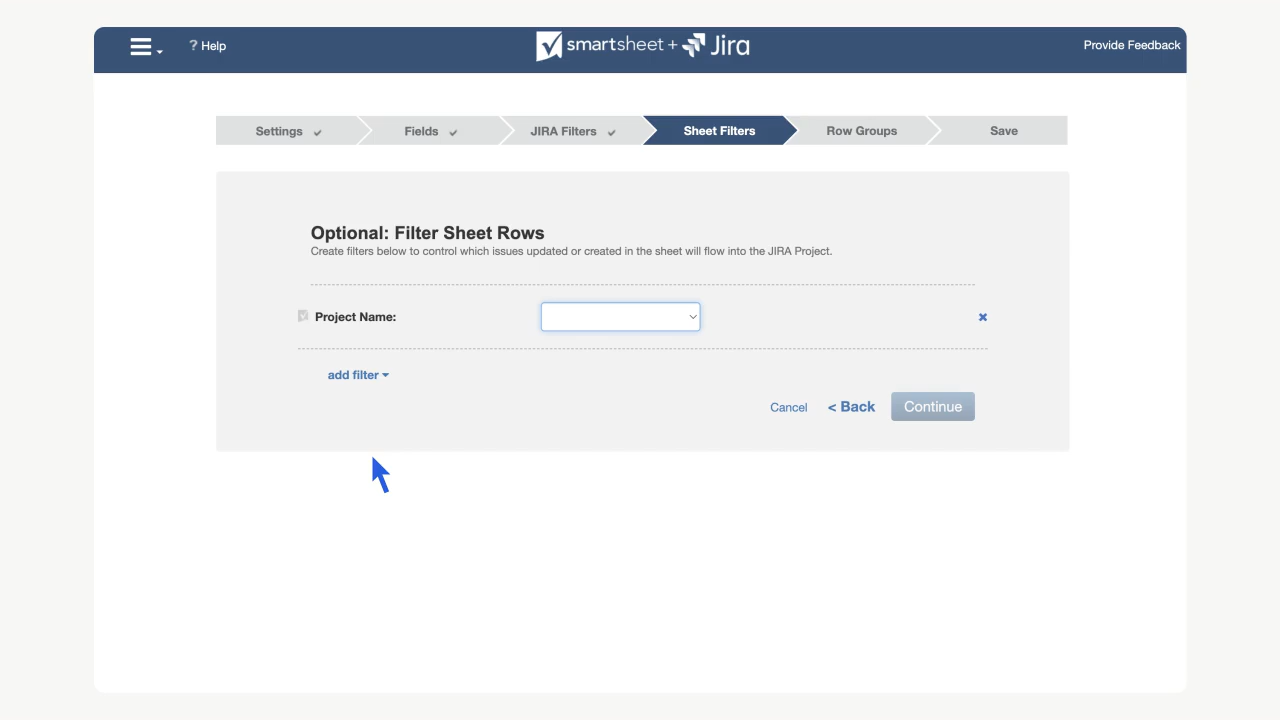 ? Help
smartsheet + Jira
Provide Feedback
Settings
Fields
JIRA Filters
Sheet Filters
Row Groups
Save
Optional: Filter Sheet Rows
Create filters below to control which issues updated or created in the sheet will flow into the JIRA Project.
Project Name:
add filter
Cancel
< Back
Continue